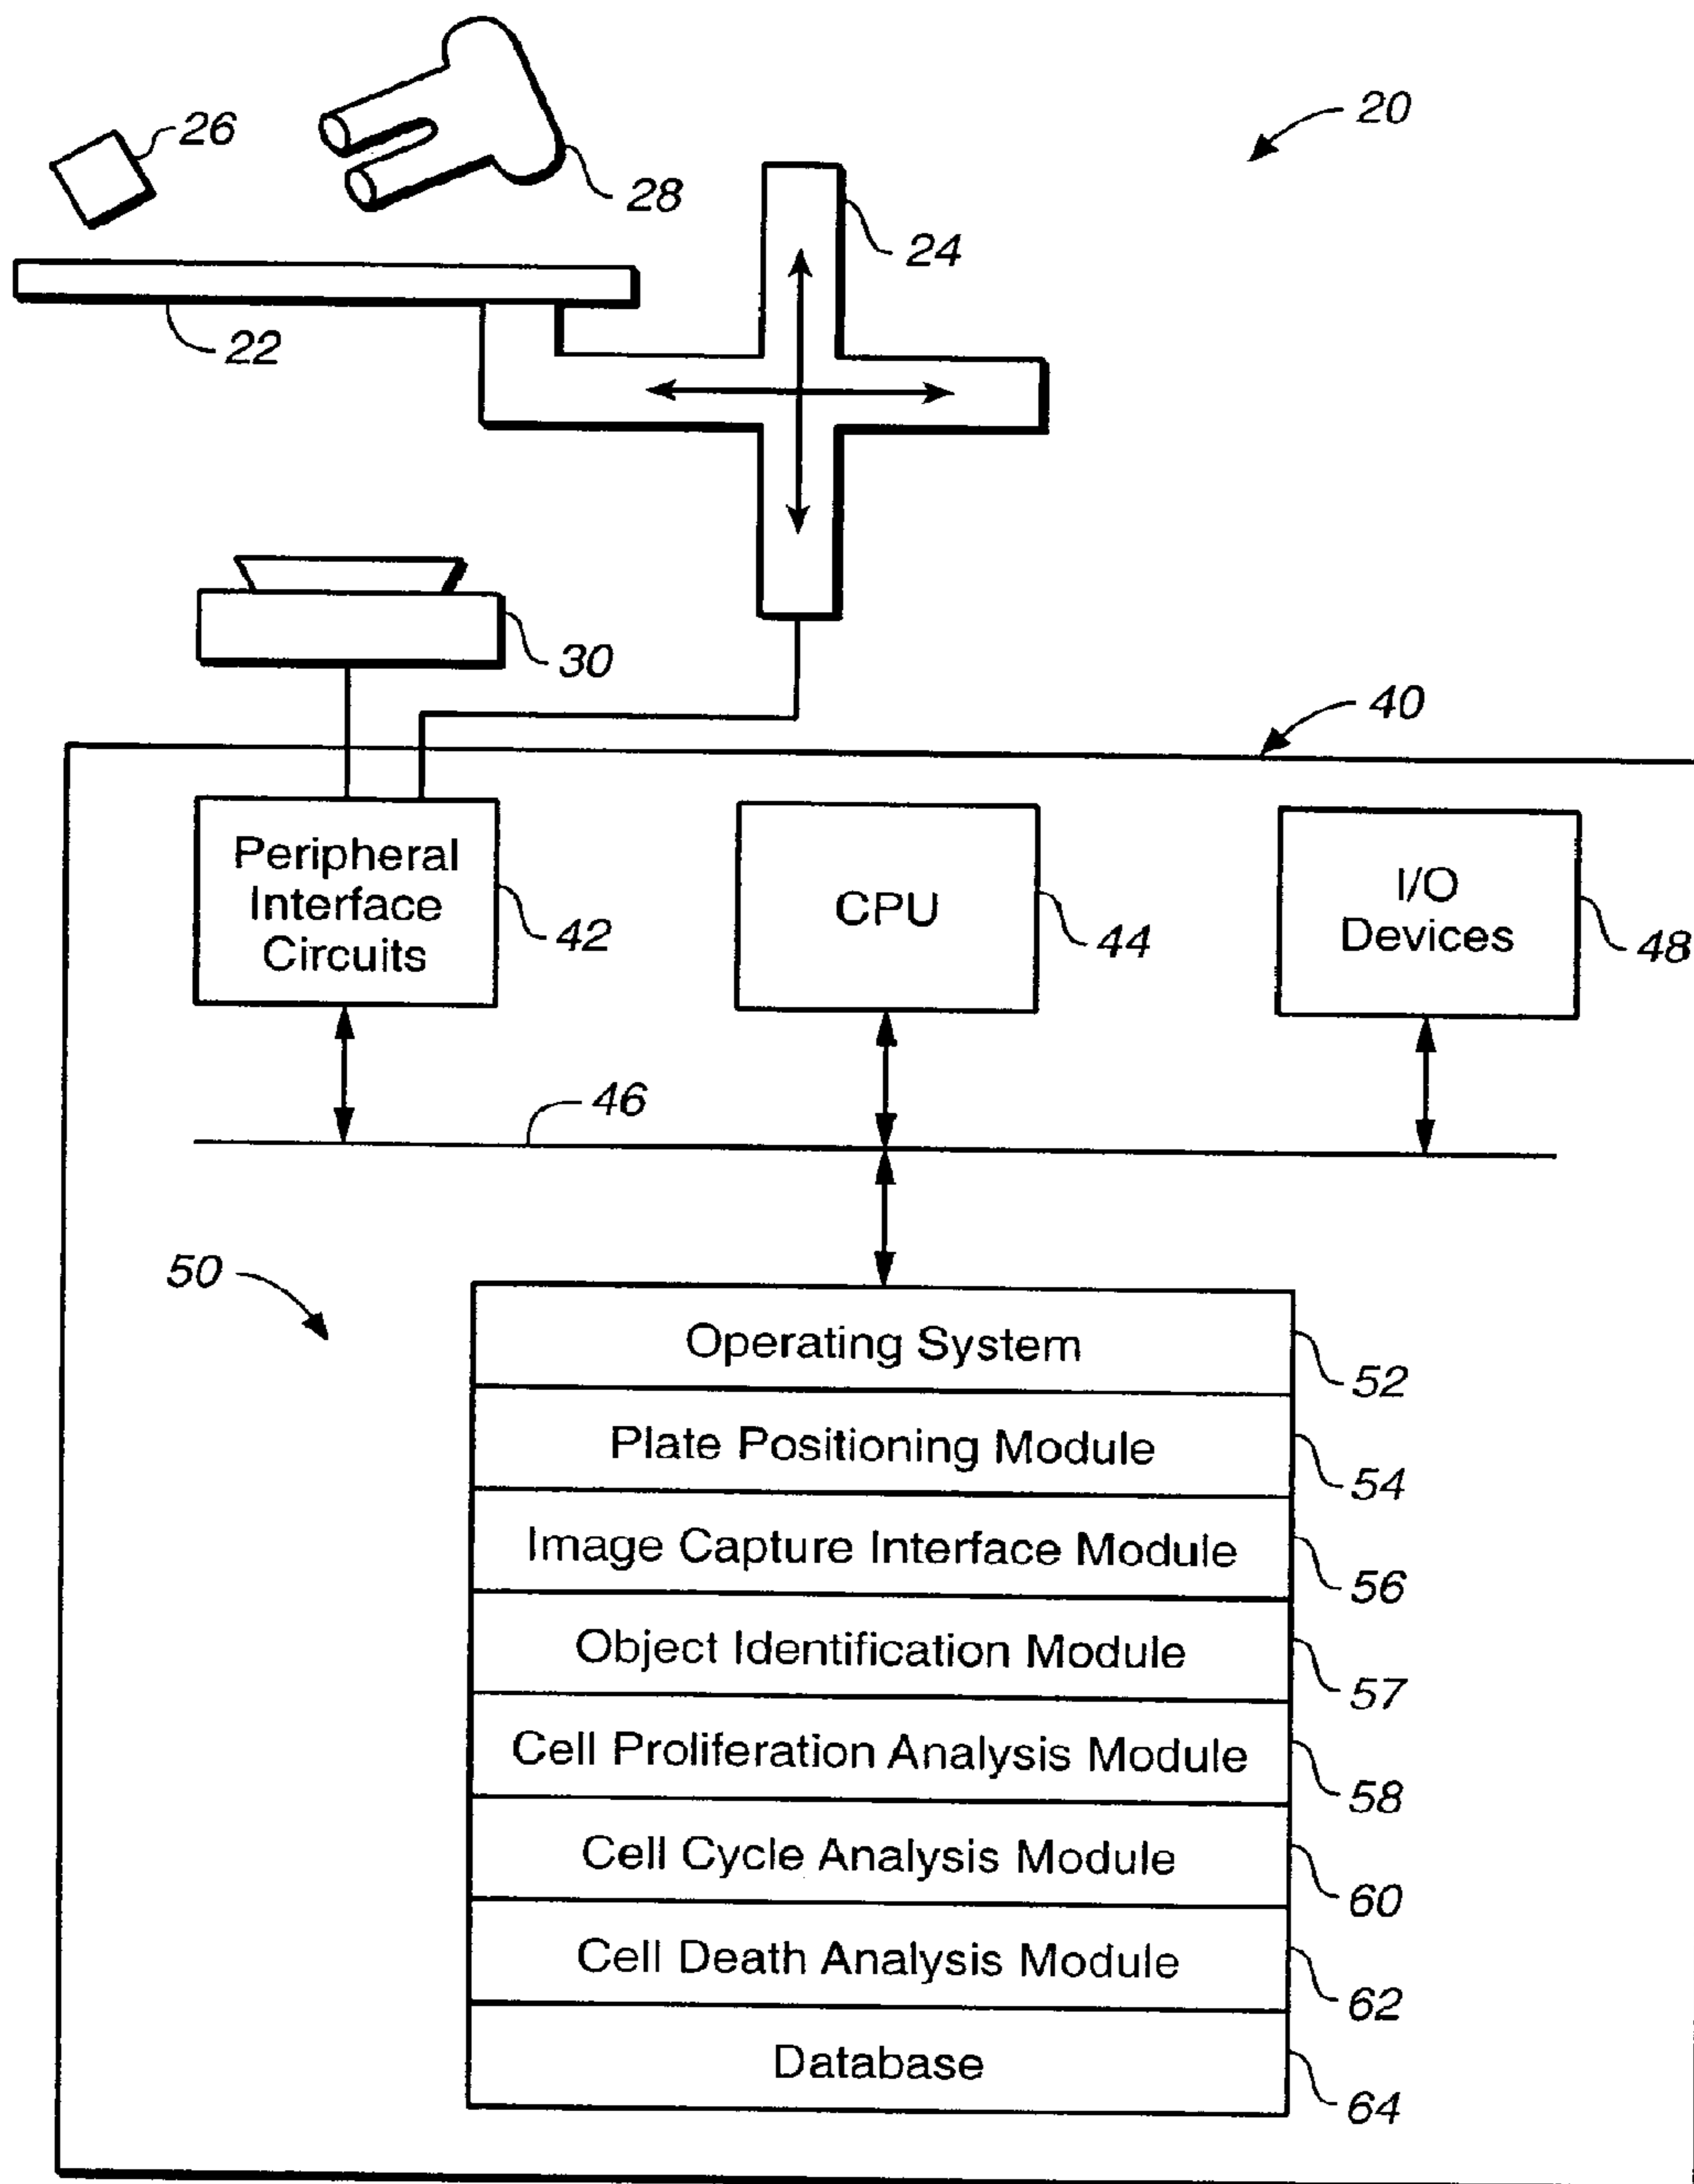 26
28
20
24
22
30
40
Peripheral
Interface
Circuits
42
CPU
44
I/O
Devices
48
46
50
Operating System
52
Plate Positioning Module
54
Image Capture Interface Module
56
Object Identification Module
57
Cell Proliferation Analysis Module
58
Cell Cycle Analysis Module
60
Cell Death Analysis Module
62
Database
64